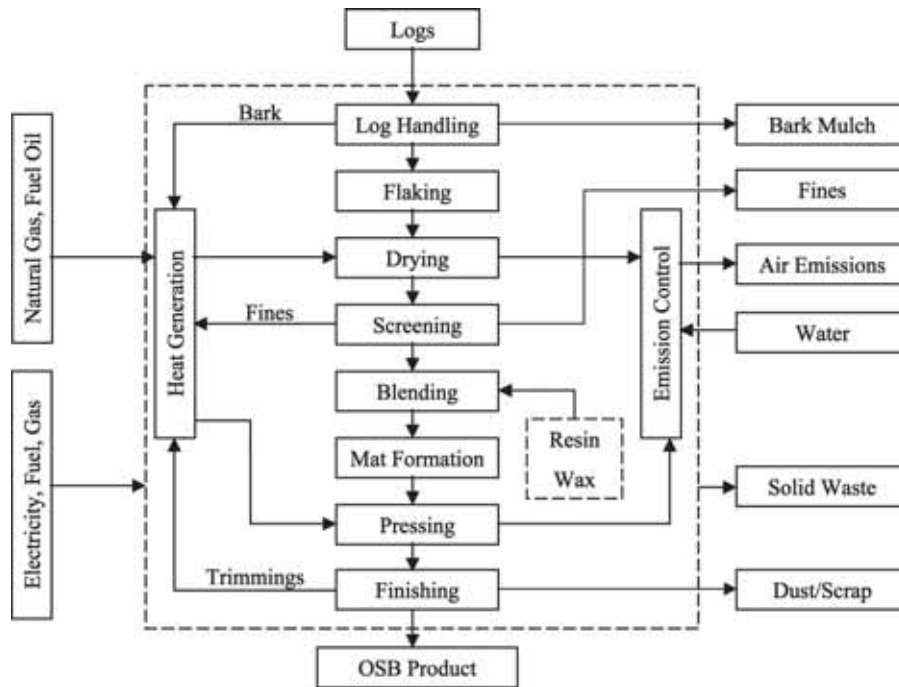 Logs
Bark
Log Handling
Bark Mulch
Natural Gas, Fuel Oil
Flaking
Fines
Heat Generation
Drying
Emission Control
Air Emissions
Fines
Screening
Water
Electricity, Fuel, Gas
Blending
Resin
Wax
Mat Formation
Solid Waste
Pressing
Trimmings
Finishing
Dust/Scrap
OSB Product